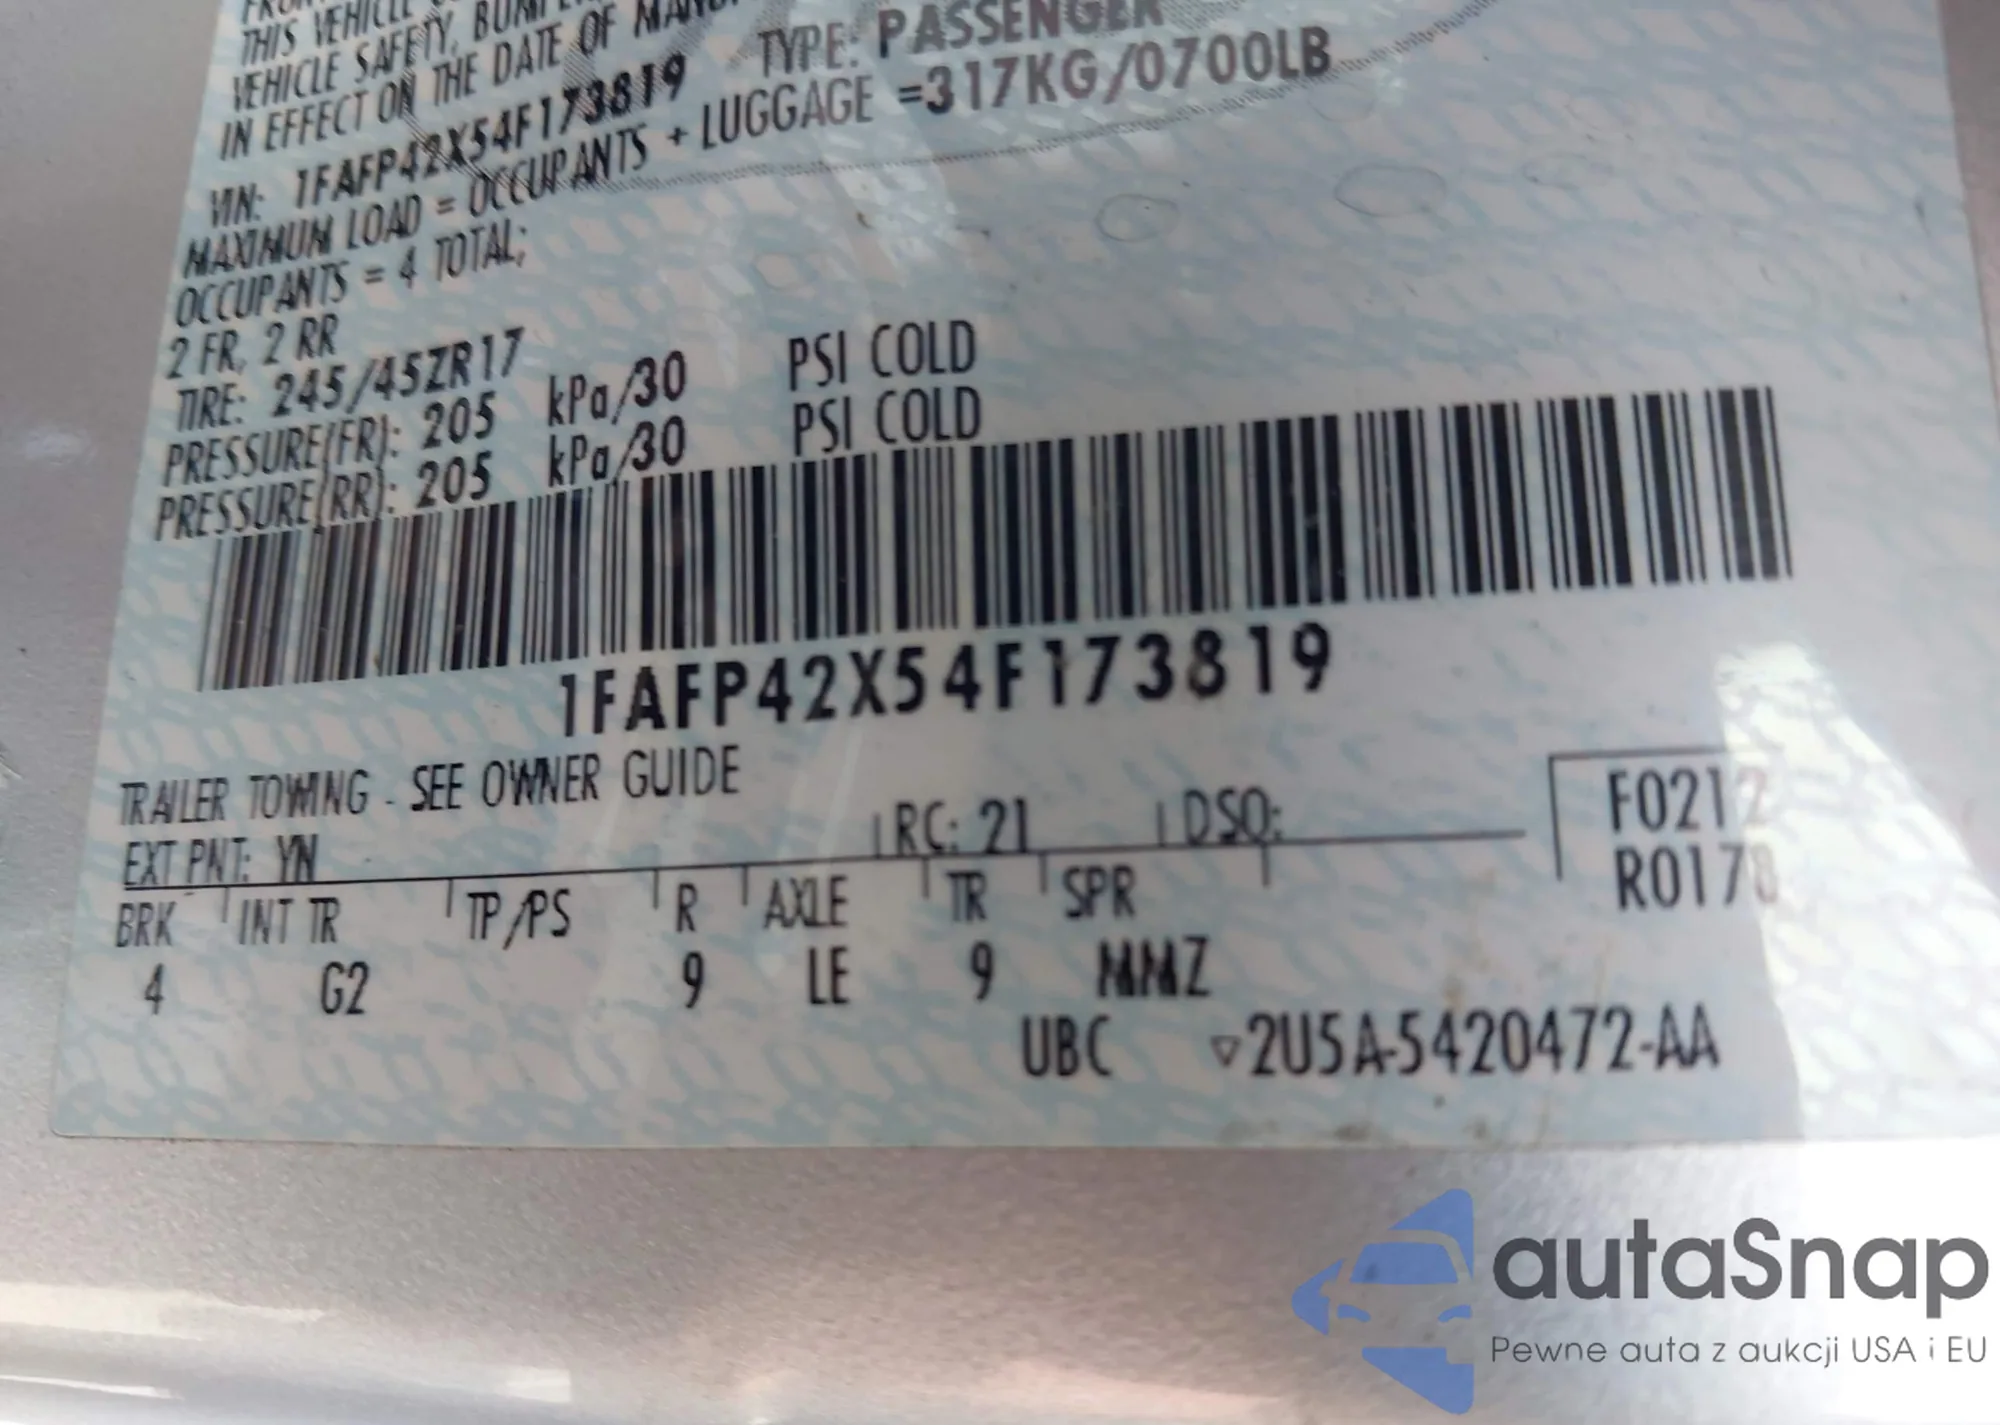 THIS VEHICLE
VEHICLE SAFETY, BUMPER
IN EFFECT ON THE DATE OF
VIN: 1FAFP42X54F173819 TYPE: PASSENGER
MAXIMUM LOAD = OCCUPANTS + LUGGAGE =317KG/0700LB
OCCUPANTS = 4 TOTAL;
2 FR, 2 RR
TIRE: 245/45ZR17
PRESSURE(FR): 205 kPa/30 PSI COLD
PRESSURE(RR): 205 kPa/30 PSI COLD
1FAFP42X54F173819
TRAILER TOWING - SEE OWNER GUIDE
EXT PNT: YN RC: 21 DSO: F0212
R0178
BRK INT TR TP/PS R AXLE TR SPR
4 G2 9 LE 9 MMZ
UBC ▽2U5A-5420472-AA
autaSnap
Pewne auta z aukcji USA i EU